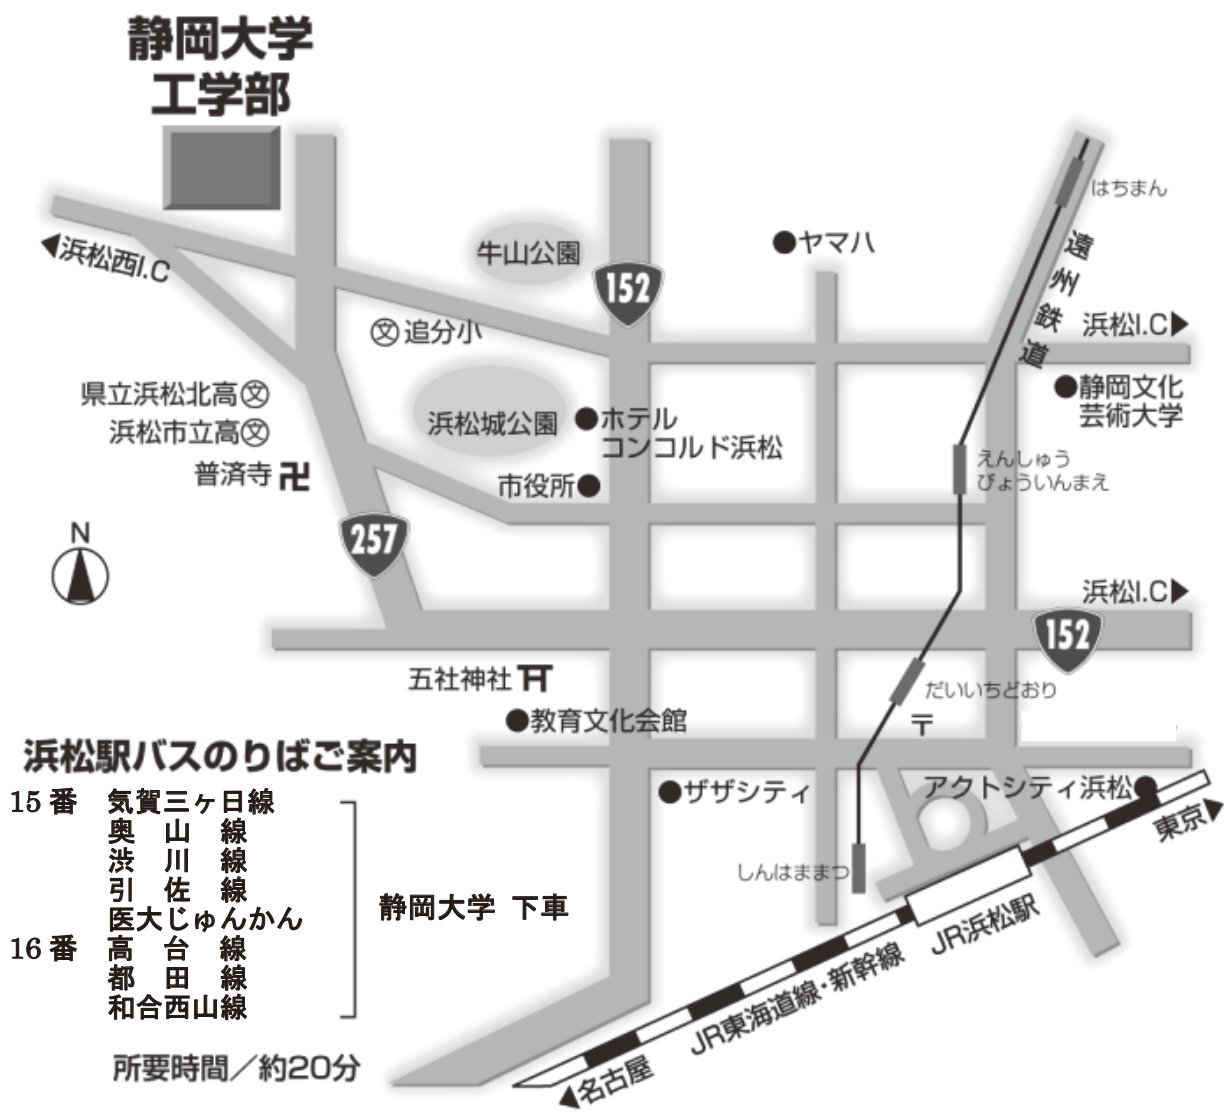 静岡大学
工学部
はちまん
遠州鉄道
牛山公園
ヤマハ
◀浜松西I.C
152
浜松I.C▶
文追分小
静岡文化
芸術大学
県立浜松北高文
浜松市立高文
浜松城公園
ホテル
コンコルド浜松
普済寺卍
市役所
えんしゅう
びょういんまえ
N
257
浜松I.C▶
152
五社神社
だいいちどおり
〒
教育文化会館
浜松駅バスのりばご案内
ザザシティ
アクトシティ浜松
東京▶
15番 気賀三ヶ日線
奥山線
渋川線
引佐線
医大じゅんかん
16番 高台線
都田線
和合西山線
静岡大学 下車
しんはままつ
JR浜松駅
JR東海道線・新幹線
所要時間/約20分
◀名古屋